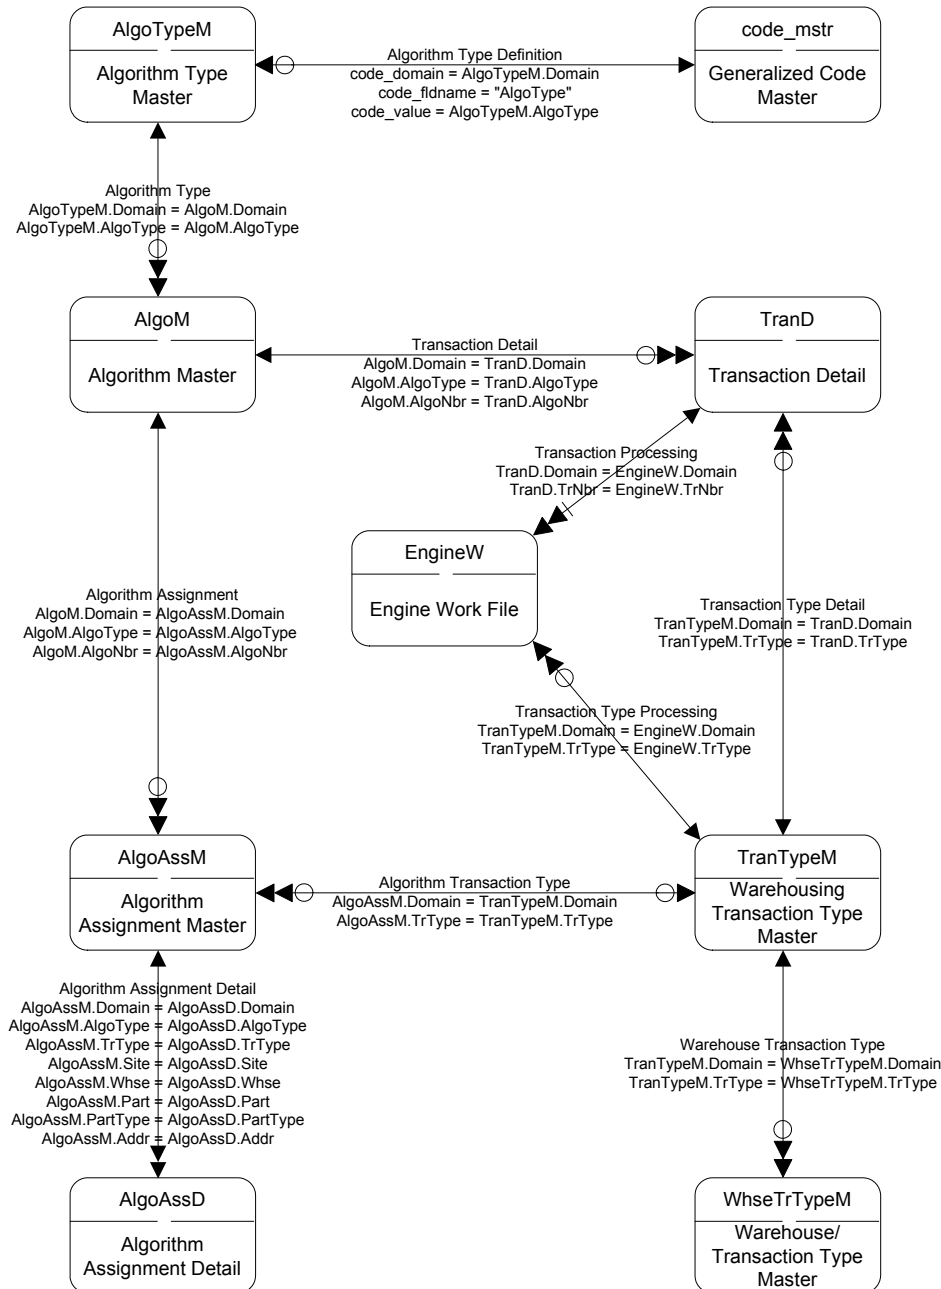 AlgoTypeM
Algorithm Type
Master
Algorithm Type Definition
code_domain = AlgoTypeM.Domain
code_fldname = "AlgoType"
code_value = AlgoTypeM.AlgoType
code_mstr
Generalized Code
Master
Algorithm Type
AlgoTypeM.Domain = AlgoM.Domain
AlgoTypeM.AlgoType = AlgoM.AlgoType
AlgoM
Algorithm Master
Transaction Detail
AlgoM.Domain = TranD.Domain
AlgoM.AlgoType = TranD.AlgoType
AlgoM.AlgoNbr = TranD.AlgoNbr
TranD
Transaction Detail
Transaction Processing
TranD.Domain = EngineW.Domain
TranD.TrNbr = EngineW.TrNbr
EngineW
Engine Work File
Algorithm Assignment
AlgoM.Domain = AlgoAssM.Domain
AlgoM.AlgoType = AlgoAssM.AlgoType
AlgoM.AlgoNbr = AlgoAssM.AlgoNbr
Transaction Type Detail
TranTypeM.Domain = TranD.Domain
TranTypeM.TrType = TranD.TrType
Transaction Type Processing
TranTypeM.Domain = EngineW.Domain
TranTypeM.TrType = EngineW.TrType
AlgoAssM
Algorithm
Assignment Master
Algorithm Transaction Type
AlgoAssM.Domain = TranTypeM.Domain
AlgoAssM.TrType = TranTypeM.TrType
TranTypeM
Warehousing
Transaction Type
Master
Algorithm Assignment Detail
AlgoAssM.Domain = AlgoAssD.Domain
AlgoAssM.AlgoType = AlgoAssD.AlgoType
AlgoAssM.TrType = AlgoAssD.TrType
AlgoAssM.Site = AlgoAssD.Site
AlgoAssM.Whse = AlgoAssD.Whse
AlgoAssM.Part = AlgoAssD.Part
AlgoAssM.PartType = AlgoAssD.PartType
AlgoAssM.Addr = AlgoAssD.Addr
Warehouse Transaction Type
TranTypeM.Domain = WhseTrTypeM.Domain
TranTypeM.TrType = WhseTrTypeM.TrType
AlgoAssD
Algorithm
Assignment Detail
WhseTrTypeM
Warehouse/
Transaction Type
Master